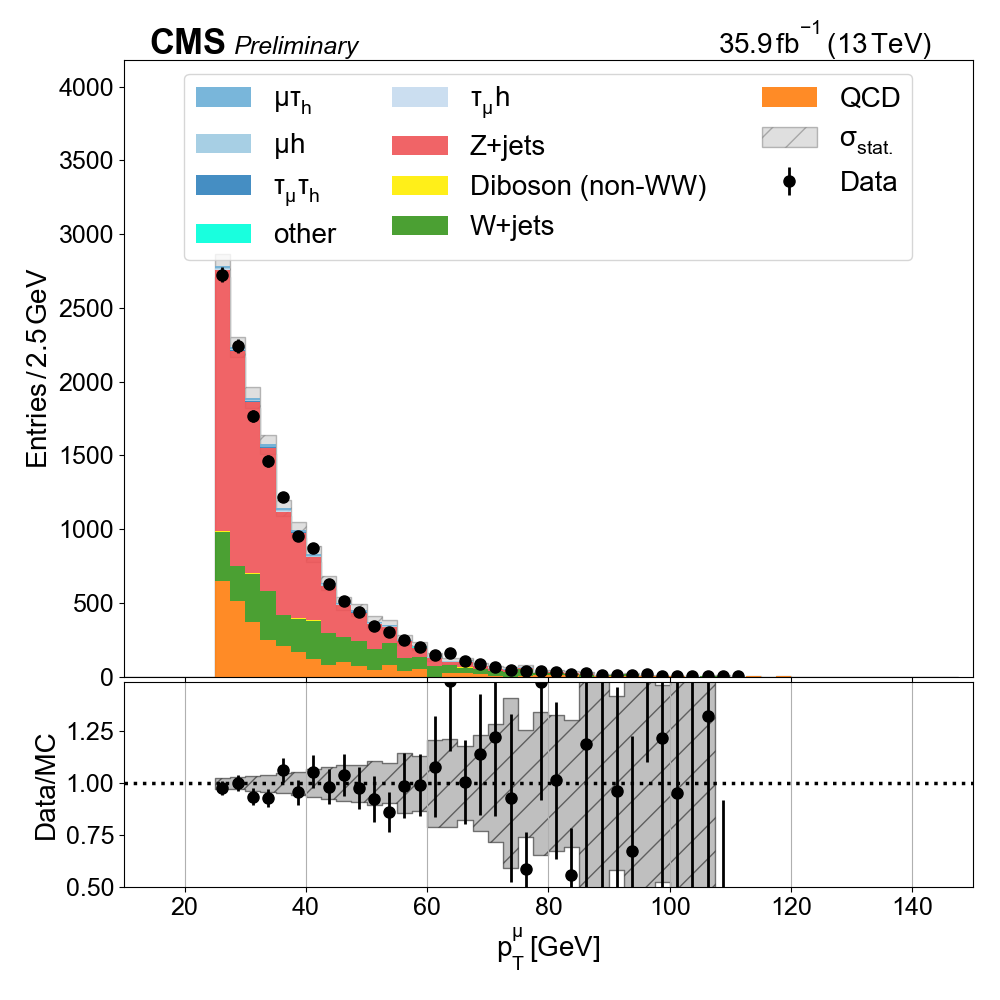 CMS Preliminary 35.9 fb⁻¹ (13 TeV)
4000
3500
3000
2500
2000
1500
1000
500
0
Entries / 2.5 GeV
μτ_h
μh
τ_μτ_h
other
τ_μh
Z+jets
Diboson (non-WW)
W+jets
QCD
σ_stat.
Data
1.25
1.00
0.75
0.50
Data/MC
20 40 60 80 100 120 140
p_T^μ [GeV]